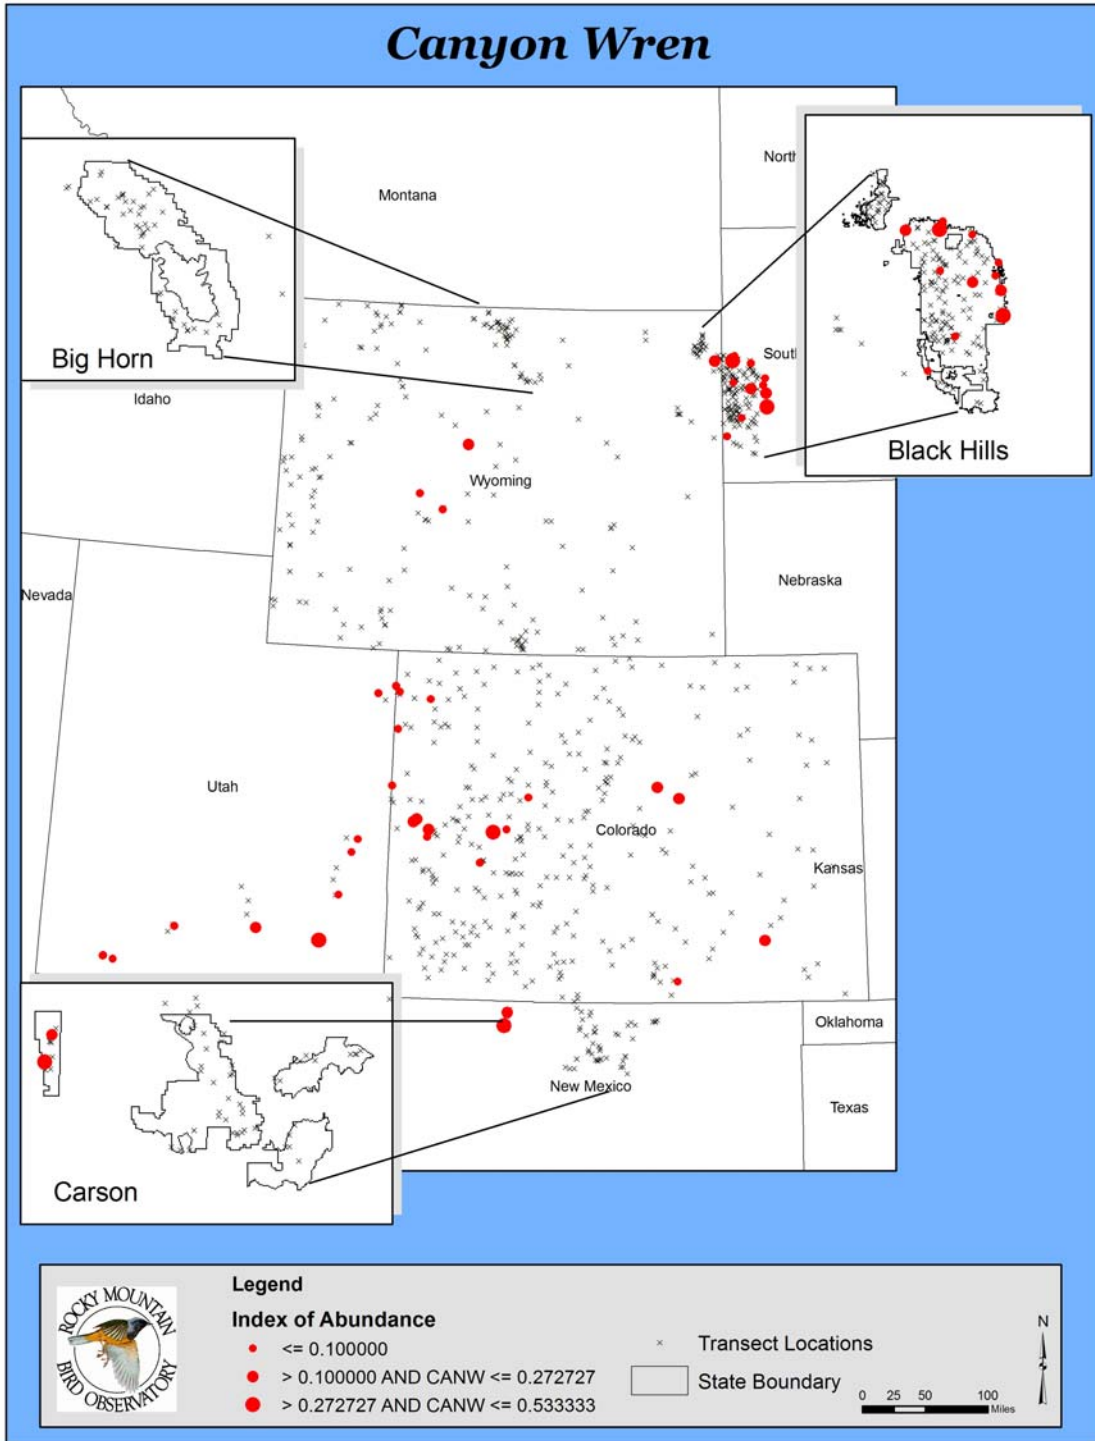 Canyon Wren
Montana
North
Big Horn
Idaho
South
Black Hills
Wyoming
Nebraska
Nevada
Utah
Colorado
Kansas
Oklahoma
New Mexico
Texas
Carson
Legend
Index of Abundance
<= 0.100000
> 0.100000 AND CANW <= 0.272727
> 0.272727 AND CANW <= 0.533333
Transect Locations
State Boundary
ROCKY MOUNTAIN
BIRD OBSERVATORY
N
0 25 50 100
Miles